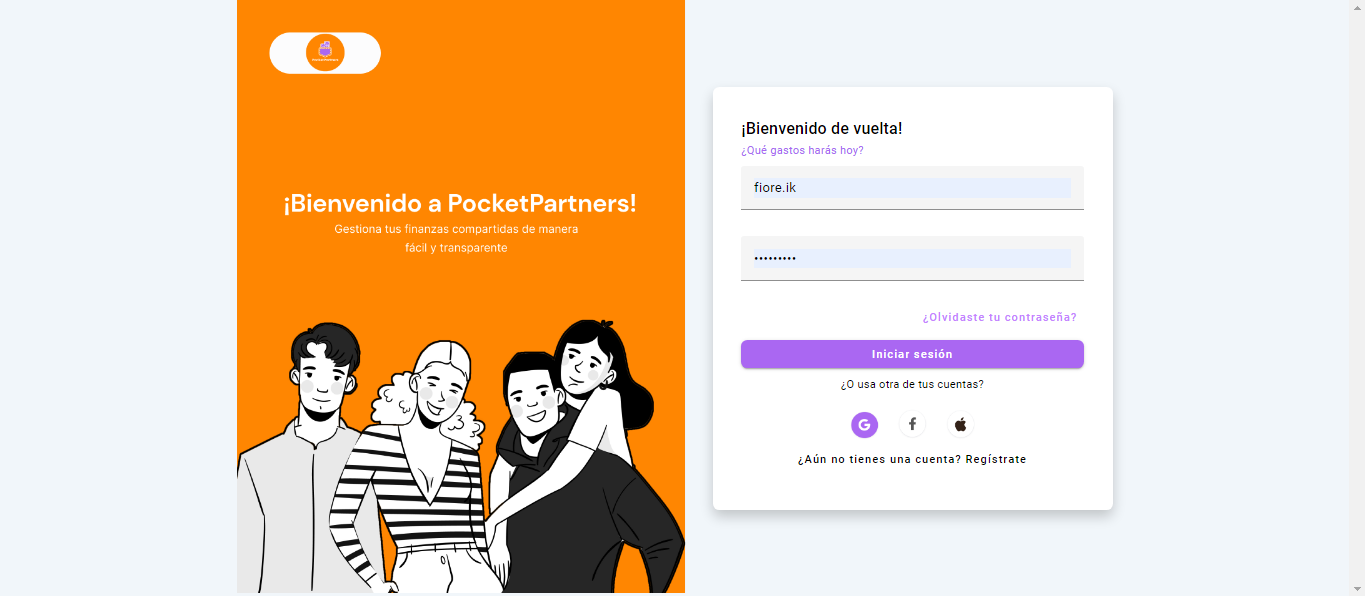 ¡Bienvenido a PocketPartners!
Gestiona tus finanzas compartidas de manera
fácil y transparente
¡Bienvenido de vuelta!
¿Qué gastos harás hoy?
fiore.ik
•••••••••
¿Olvidaste tu contraseña?
Iniciar sesión
¿O usa otra de tus cuentas?
G
f
¿Aún no tienes una cuenta? Regístrate